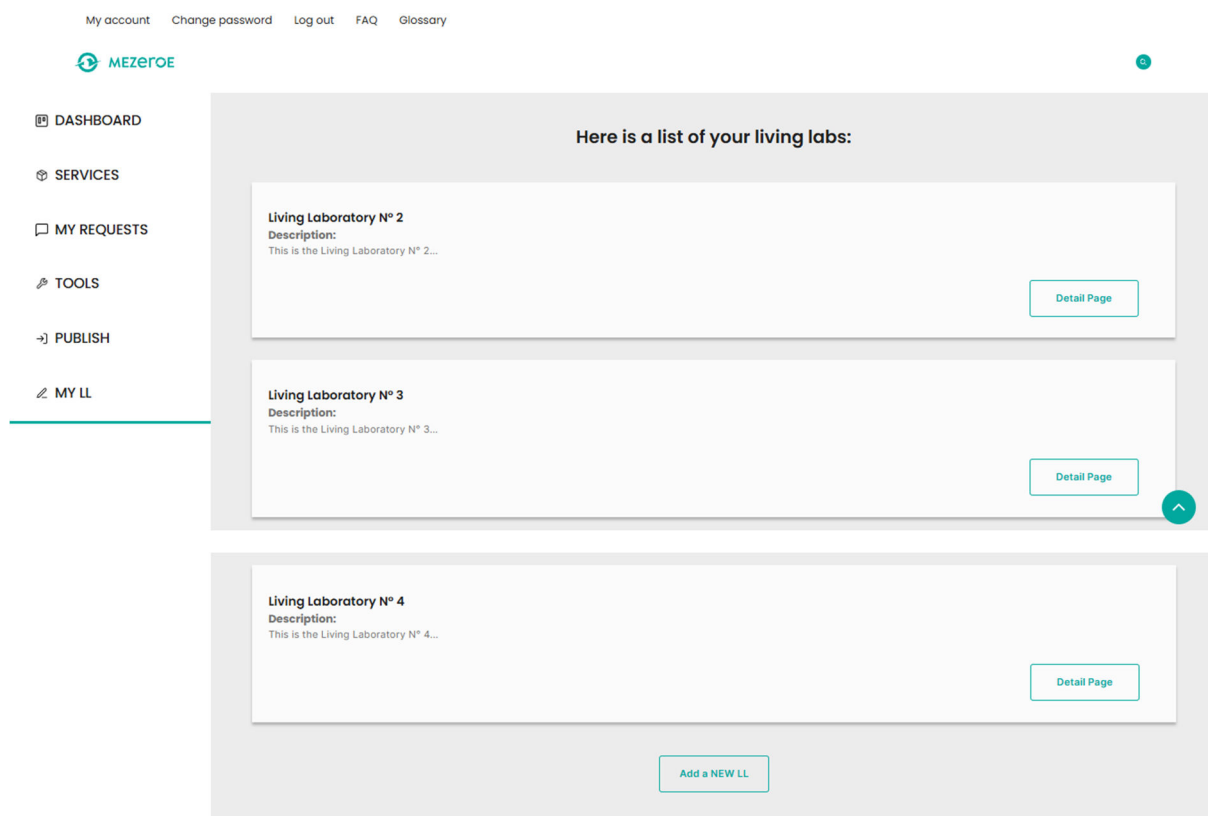 My account Change password Log out FAQ Glossary
MEZeroE
DASHBOARD
SERVICES
MY REQUESTS
TOOLS
PUBLISH
MY LL
Here is a list of your living labs:
Living Laboratory Nº 2
Description:
This is the Living Laboratory N° 2...
Detail Page
Living Laboratory Nº 3
Description:
This is the Living Laboratory N° 3...
Detail Page
Living Laboratory Nº 4
Description:
This is the Living Laboratory N° 4...
Detail Page
Add a NEW LL